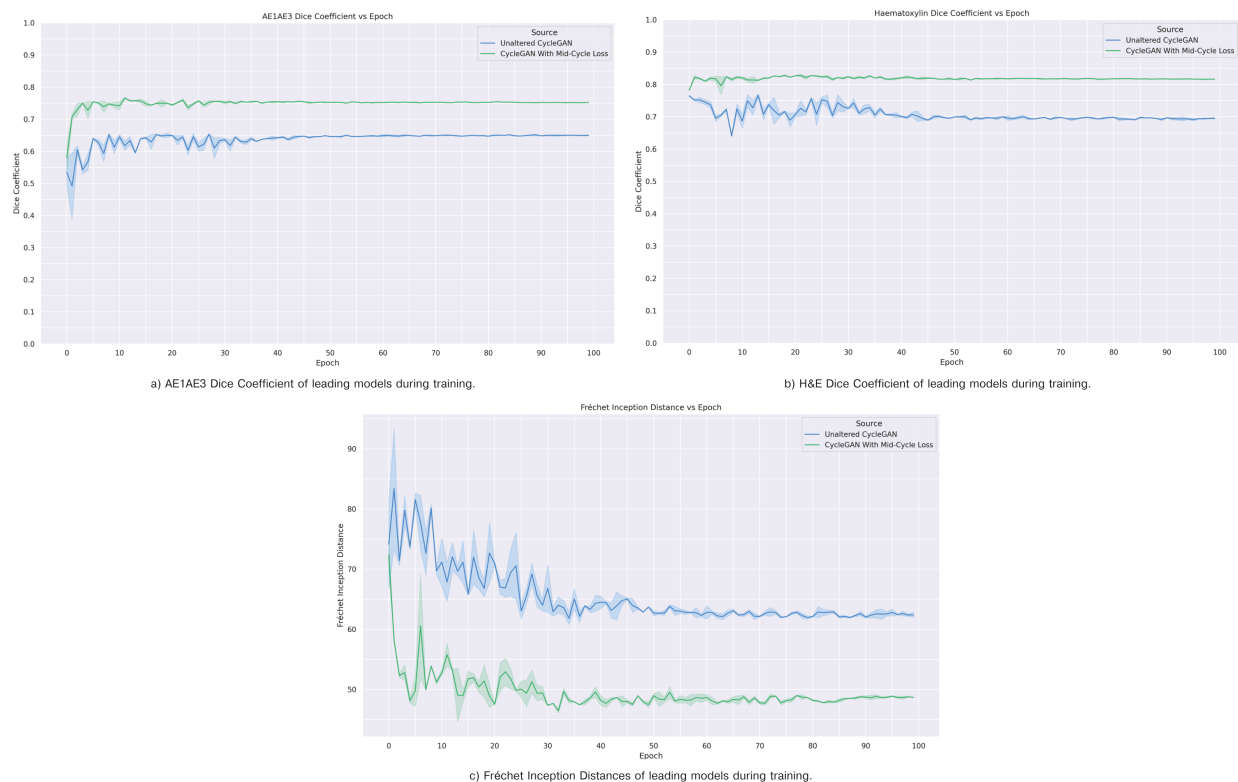 AE1AE3 Dice Coefficient vs Epoch
Source
Unaltered CycleGAN
CycleGAN With Mid-Cycle Loss
Dice Coefficient
1.0
0.9
0.8
0.7
0.6
0.5
0.4
0.3
0.2
0.1
0.0
0 10 20 30 40 50 60 70 80 90 100
Epoch
a) AE1AE3 Dice Coefficient of leading models during training.
Haematoxylin Dice Coefficient vs Epoch
Source
Unaltered CycleGAN
CycleGAN With Mid-Cycle Loss
Dice Coefficient
1.0
0.9
0.8
0.7
0.6
0.5
0.4
0.3
0.2
0.1
0.0
0 10 20 30 40 50 60 70 80 90 100
Epoch
b) H&E Dice Coefficient of leading models during training.
Fréchet Inception Distance vs Epoch
Source
Unaltered CycleGAN
CycleGAN With Mid-Cycle Loss
Fréchet Inception Distance
90
80
70
60
50
0 10 20 30 40 50 60 70 80 90 100
Epoch
c) Fréchet Inception Distances of leading models during training.